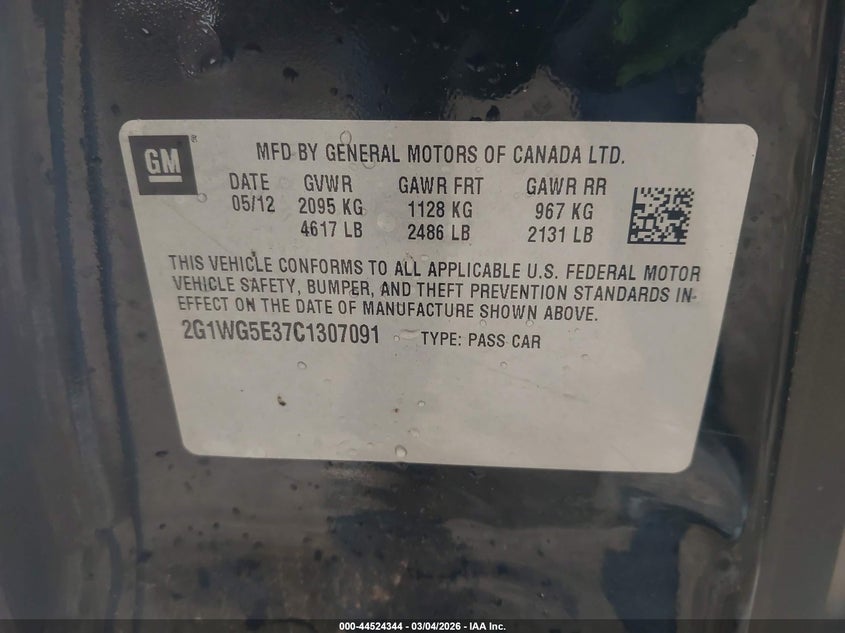 GM
MFD BY GENERAL MOTORS OF CANADA LTD.
DATE GVWR GAWR FRT GAWR RR
05/12 2095 KG 1128 KG 967 KG
4617 LB 2486 LB 2131 LB
THIS VEHICLE CONFORMS TO ALL APPLICABLE U.S. FEDERAL MOTOR
VEHICLE SAFETY, BUMPER, AND THEFT PREVENTION STANDARDS IN
EFFECT ON THE DATE OF MANUFACTURE SHOWN ABOVE.
2G1WG5E37C1307091 TYPE: PASS CAR
000-44524344 | 03/04/2026 - IAA Inc.